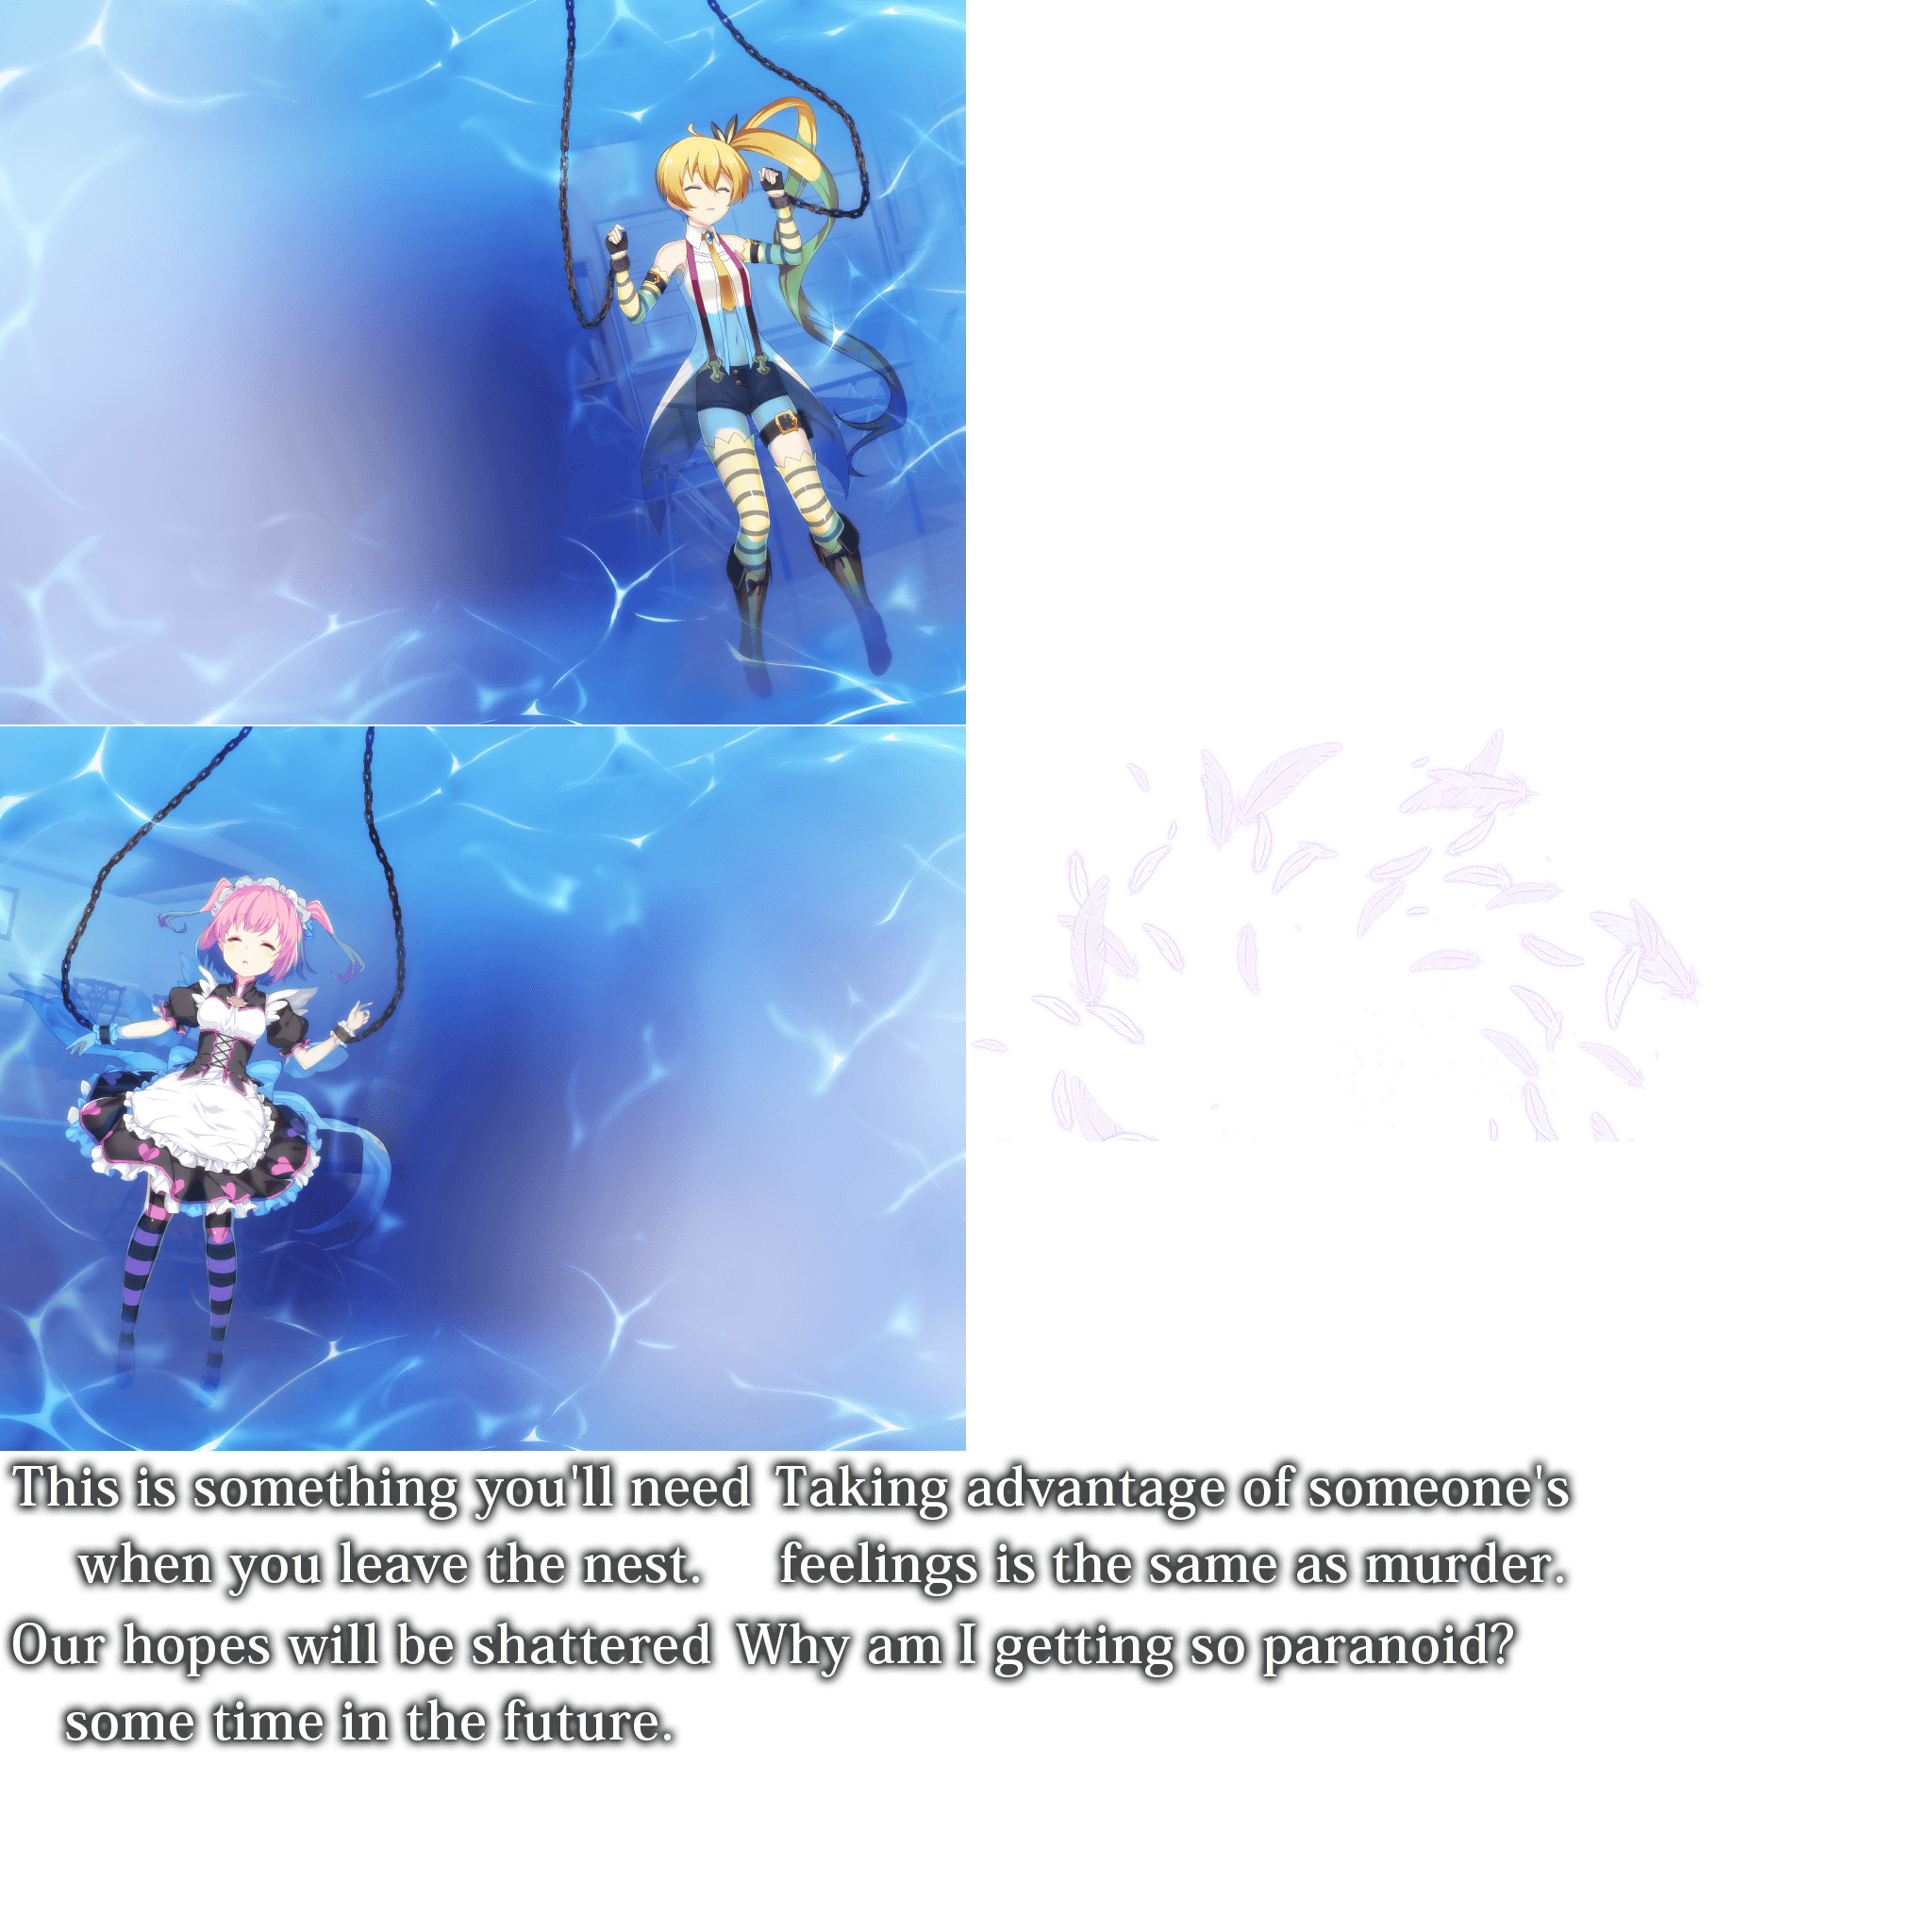 This is something you'll need
when you leave the nest.
Taking advantage of someone's
feelings is the same as murder.
Our hopes will be shattered
some time in the future.
Why am I getting so paranoid?